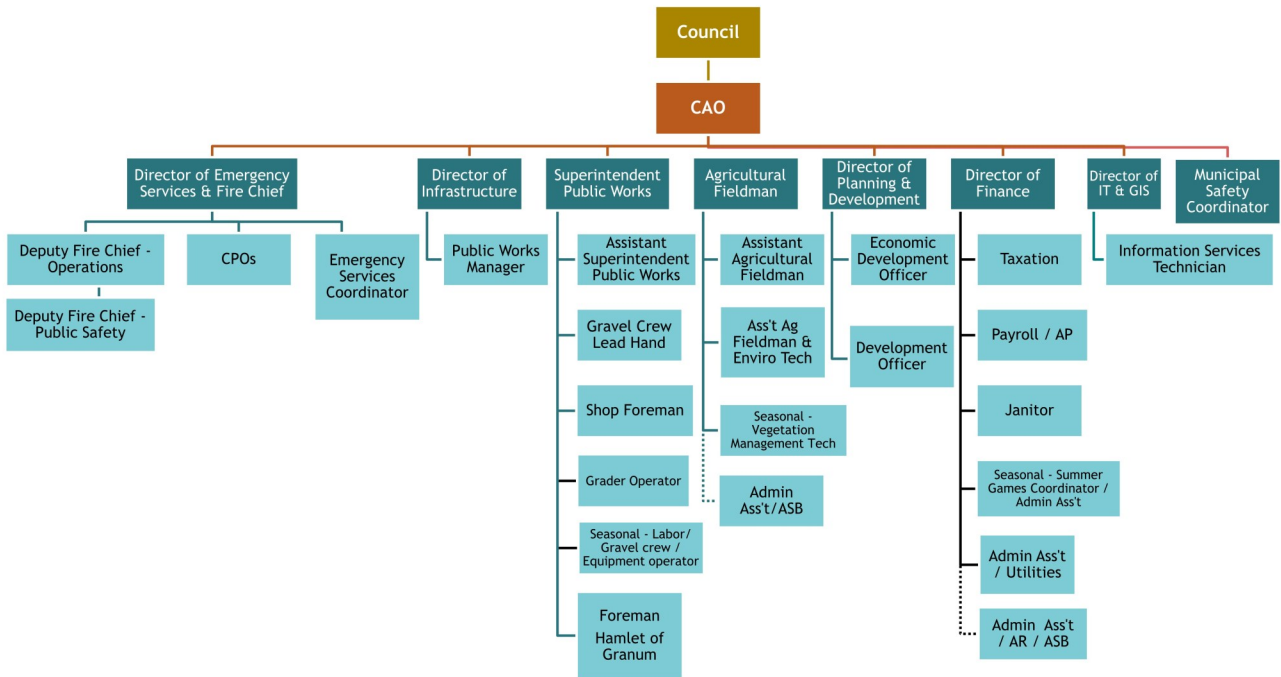 Council
CAO
Director of Emergency
Services & Fire Chief
Director of
Infrastructure
Superintendent
Public Works
Agricultural
Fieldman
Director of
Planning &
Development
Director of
Finance
Director of
IT & GIS
Municipal
Safety
Coordinator
Deputy Fire Chief -
Operations
Deputy Fire Chief -
Public Safety
CPOs
Emergency
Services
Coordinator
Public Works
Manager
Assistant
Superintendent
Public Works
Gravel Crew
Lead Hand
Shop Foreman
Grader Operator
Seasonal - Labor/
Gravel crew /
Equipment operator
Foreman
Hamlet of
Granum
Assistant
Agricultural
Fieldman
Ass't Ag
Fieldman &
Enviro Tech
Seasonal -
Vegetation
Management Tech
Admin
Ass't/ASB
Economic
Development
Officer
Development
Officer
Taxation
Payroll / AP
Janitor
Seasonal - Summer
Games Coordinator /
Admin Ass't
Admin Ass't
/ Utilities
Admin Ass't
/ AR / ASB
Information Services
Technician